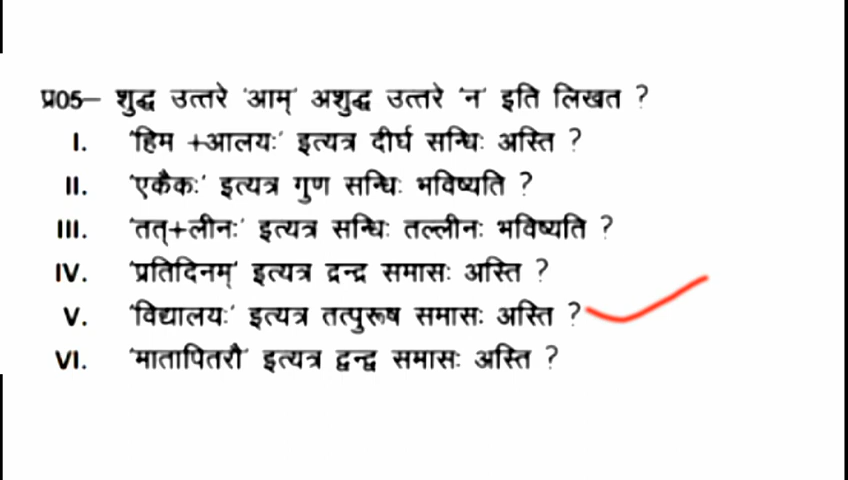 प्र05– शुद्ध उत्तरे 'आम्' अशुद्ध उत्तरे 'न' इति लिखत ?
I. 'हिम +आलयः' इत्यत्र दीर्घ सन्धिः अस्ति ?
II. 'एकैकः' इत्यत्र गुण सन्धिः भविष्यति ?
III. 'तत्+लीनः' इत्यत्र सन्धिः तल्लीनः भविष्यति ?
IV. 'प्रतिदिनम्' इत्यत्र द्वन्द्व समासः अस्ति ?
V. 'विद्यालयः' इत्यत्र तत्पुरूष समासः अस्ति ?
VI. 'मातापितरौ' इत्यत्र द्वन्द्व समासः अस्ति ?